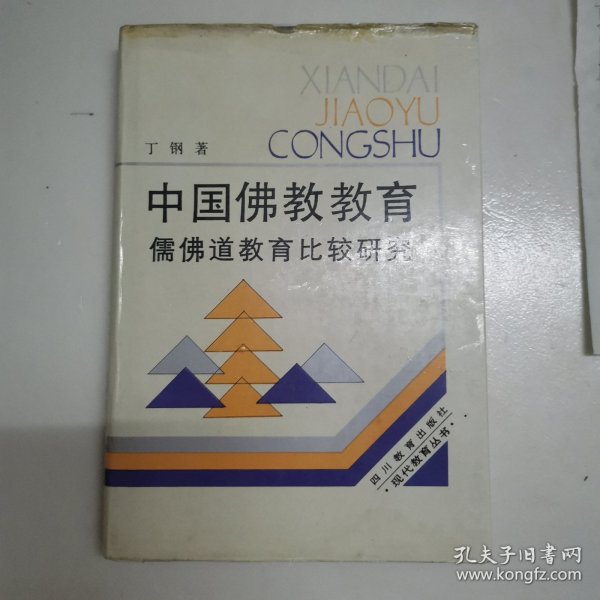 XIANDAI
JIAOYU
CONGSHU
丁 钢 著
中国佛教教育
儒佛道教育比较研究
四川教育出版社
·现代教育丛书·
孔夫子旧书网
www.kongfz.com